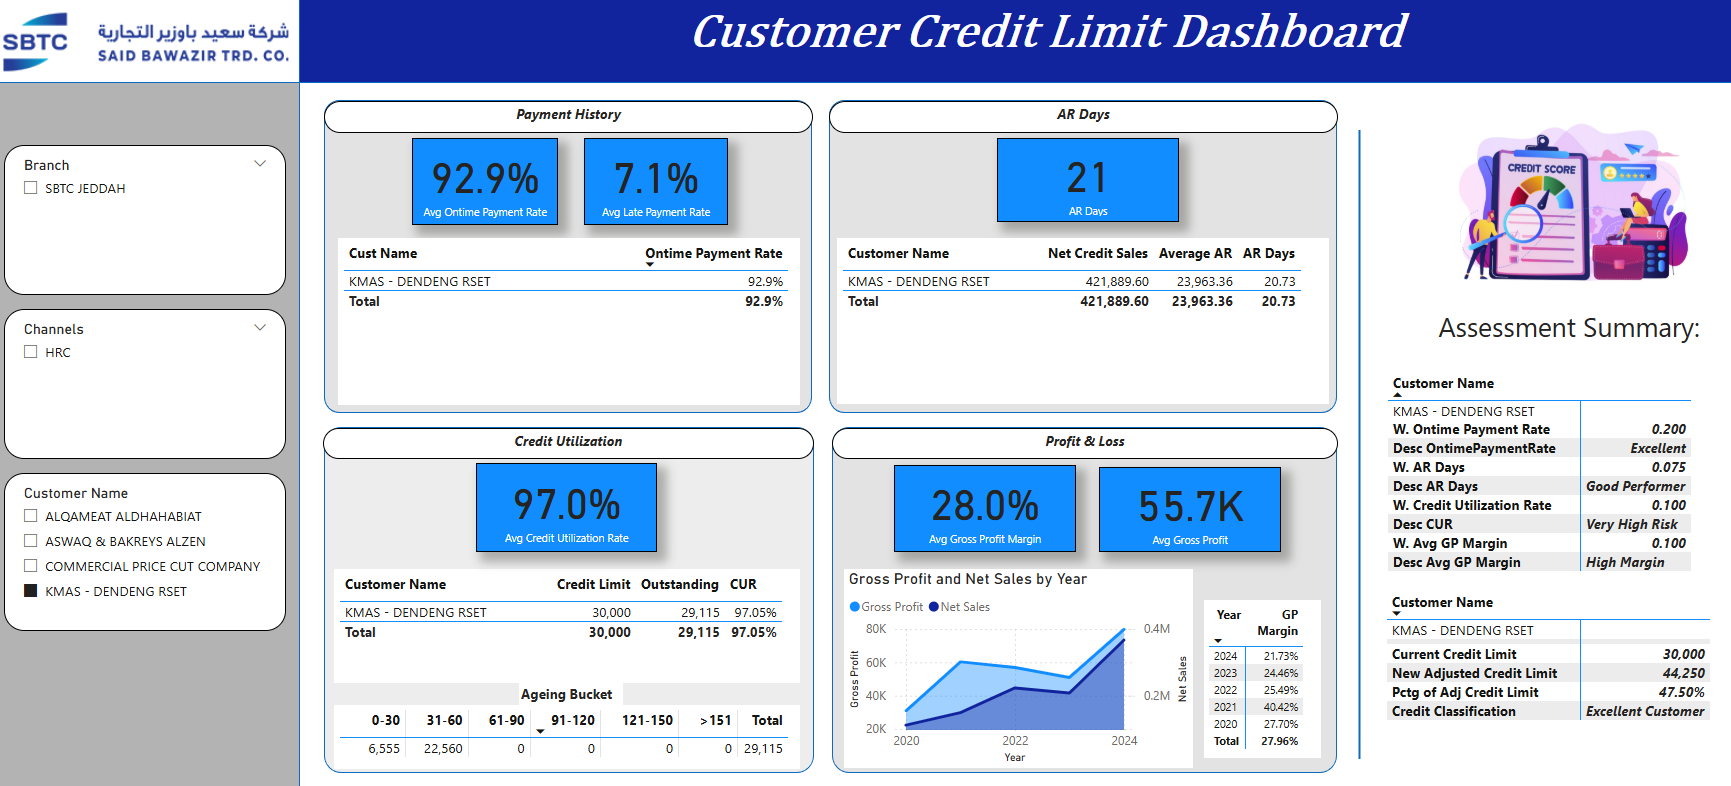 SBTC
شركة سعيد باوزير التجارية
SAID BAWAZIR TRD. CO.
Customer Credit Limit Dashboard
Branch
SBTC JEDDAH
Channels
HRC
Customer Name
ALQAMEAT ALDHAHABIAT
ASWAQ & BAKREYS ALZEN
COMMERCIAL PRICE CUT COMPANY
KMAS - DENDENG RSET
Payment History
92.9%
Avg Ontime Payment Rate
7.1%
Avg Late Payment Rate
Cust Name Ontime Payment Rate
KMAS - DENDENG RSET 92.9%
Total 92.9%
AR Days
21
AR Days
Customer Name Net Credit Sales Average AR AR Days
KMAS - DENDENG RSET 421,889.60 23,963.36 20.73
Total 421,889.60 23,963.36 20.73
Credit Utilization
97.0%
Avg Credit Utilization Rate
Customer Name Credit Limit Outstanding CUR
KMAS - DENDENG RSET 30,000 29,115 97.05%
Total 30,000 29,115 97.05%
Ageing Bucket
0-30 31-60 61-90 91-120 121-150 >151 Total
6,555 22,560 0 0 0 0 29,115
Profit & Loss
28.0%
Avg Gross Profit Margin
55.7K
Avg Gross Profit
Gross Profit and Net Sales by Year
Gross Profit Net Sales
80K
60K
40K
20K
Gross Profit
0.4M
0.2M
Net Sales
2020 2022 2024
Year
Year GP Margin
2024 21.73%
2023 24.46%
2022 25.49%
2021 40.42%
2020 27.70%
Total 27.96%
CREDIT SCORE
Assessment Summary:
Customer Name
KMAS - DENDENG RSET
W. Ontime Payment Rate 0.200
Desc OntimePaymentRate Excellent
W. AR Days 0.075
Desc AR Days Good Performer
W. Credit Utilization Rate 0.100
Desc CUR Very High Risk
W. Avg GP Margin 0.100
Desc Avg GP Margin High Margin
Customer Name
KMAS - DENDENG RSET
Current Credit Limit 30,000
New Adjusted Credit Limit 44,250
Pctg of Adj Credit Limit 47.50%
Credit Classification Excellent Customer